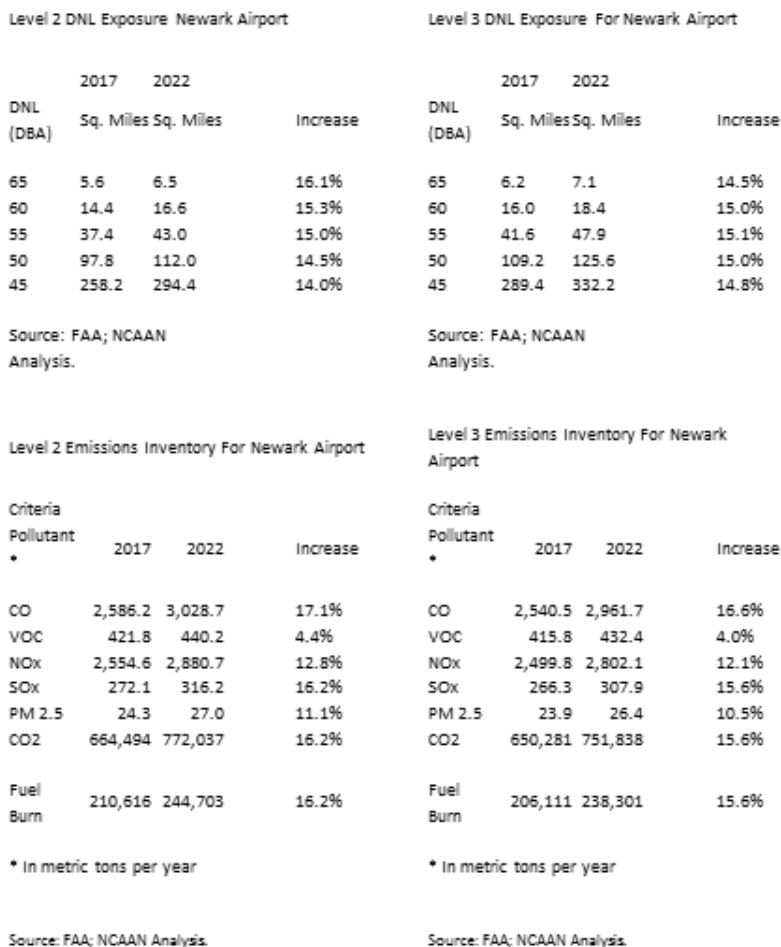 Level 2 DNL Exposure Newark Airport
2017 2022
DNL
(DBA) Sq. Miles Sq. Miles Increase
65 5.6 6.5 16.1%
60 14.4 16.6 15.3%
55 37.4 43.0 15.0%
50 97.8 112.0 14.5%
45 258.2 294.4 14.0%
Source: FAA; NCAAN
Analysis.
Level 3 DNL Exposure For Newark Airport
2017 2022
DNL
(DBA) Sq. Miles Sq. Miles Increase
65 6.2 7.1 14.5%
60 16.0 18.4 15.0%
55 41.6 47.9 15.1%
50 109.2 125.6 15.0%
45 289.4 332.2 14.8%
Source: FAA; NCAAN
Analysis.
Level 2 Emissions Inventory For Newark Airport
Criteria
Pollutant
* 2017 2022 Increase
CO 2,586.2 3,028.7 17.1%
VOC 421.8 440.2 4.4%
NOx 2,554.6 2,880.7 12.8%
SOx 272.1 316.2 16.2%
PM 2.5 24.3 27.0 11.1%
CO2 664,494 772,037 16.2%
Fuel
Burn 210,616 244,703 16.2%
* In metric tons per year
Source: FAA; NCAAN Analysis.
Level 3 Emissions Inventory For Newark
Airport
Criteria
Pollutant
* 2017 2022 Increase
CO 2,540.5 2,961.7 16.6%
VOC 415.8 432.4 4.0%
NOx 2,499.8 2,802.1 12.1%
SOx 266.3 307.9 15.6%
PM 2.5 23.9 26.4 10.5%
CO2 650,281 751,838 15.6%
Fuel
Burn 206,111 238,301 15.6%
* In metric tons per year
Source: FAA; NCAAN Analysis.